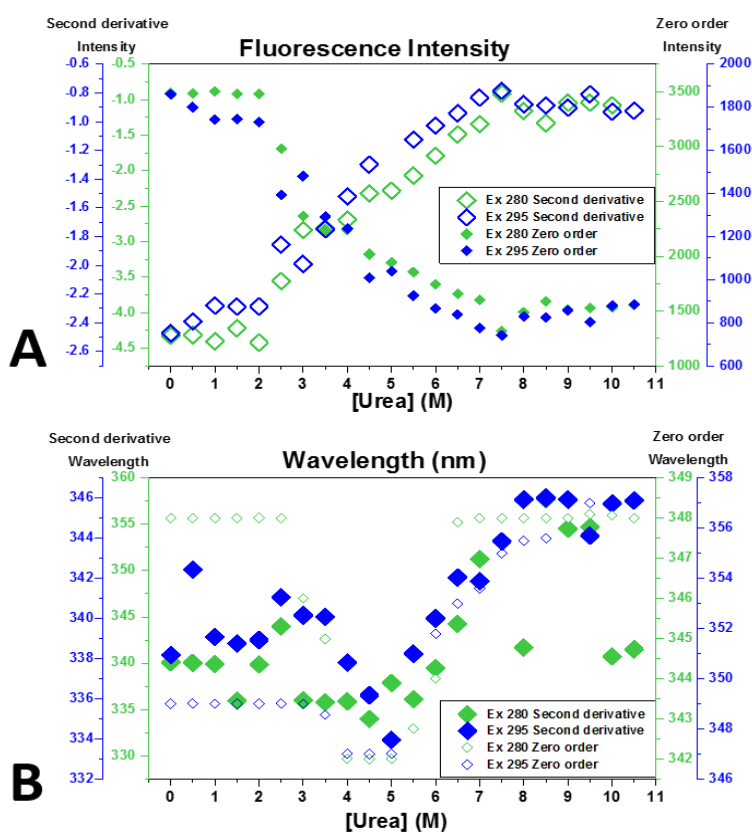 Second derivative
Intensity
Fluorescence Intensity
Zero order
Intensity
-0.6 -0.5 2000
-0.8 -1.0 3500 1800
-1.0 -1.5
-1.2 -2.0 3000 1600
-1.4 -2.5 1400
-1.6 2500
-1.8 -3.0 1200
-2.0 -3.5 2000 1000
-2.2 -4.0 1500
-2.4 800
-2.6 -4.5 1000 600
Ex 280 Second derivative
Ex 295 Second derivative
Ex 280 Zero order
Ex 295 Zero order
A
0 1 2 3 4 5 6 7 8 9 10 11
[Urea] (M)
Second derivative
Wavelength
Wavelength (nm)
Zero order
Wavelength
360 349 358
346 355 348
344 356
342 350 347
340 345 346 354
338 340 345 352
336 335 344 350
334 343
332 330 342 348
347 346
Ex 280 Second derivative
Ex 295 Second derivative
Ex 280 Zero order
Ex 295 Zero order
B
0 1 2 3 4 5 6 7 8 9 10 11
[Urea] (M)